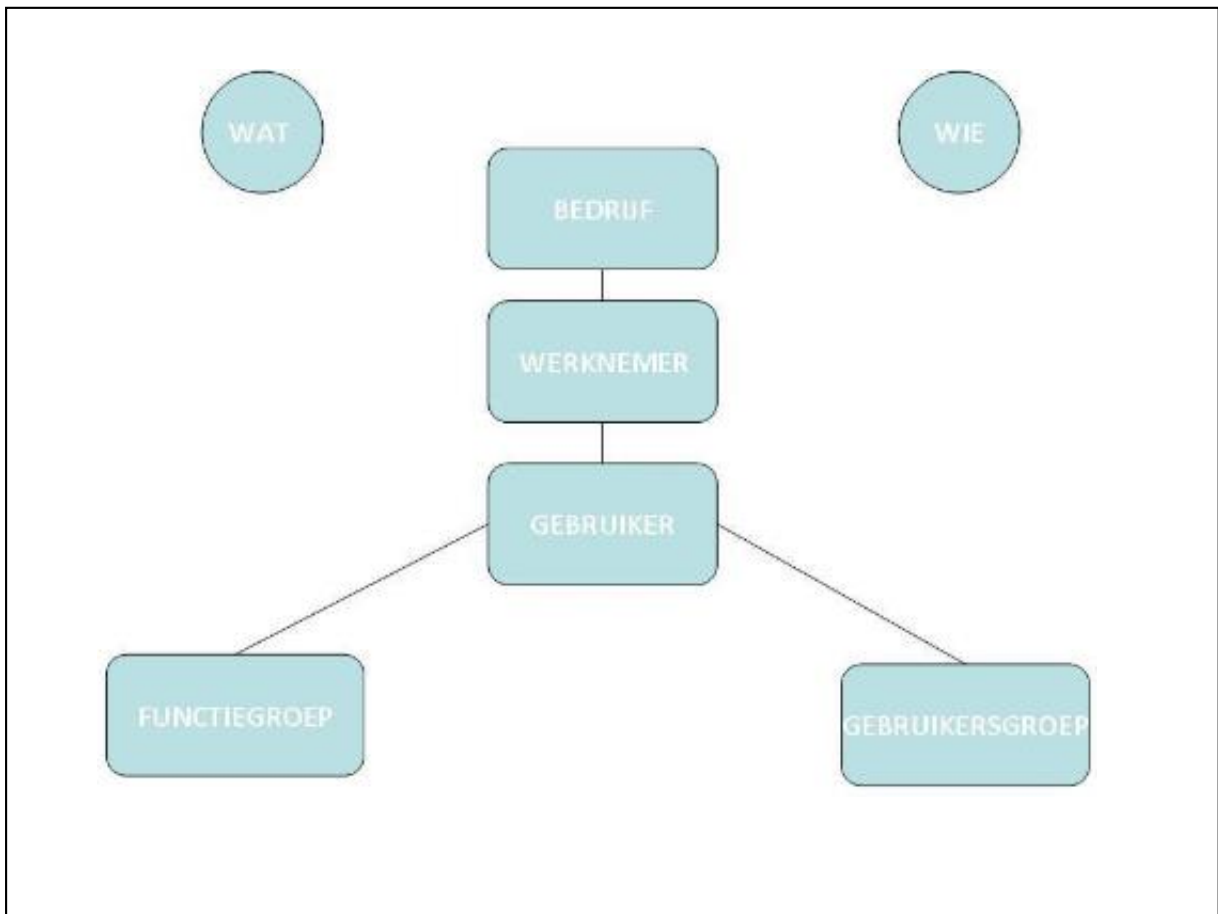 WAT
WIE
BEDRIJF
WERKNEMER
GEBRUIKER
FUNCTIEGROEP
GEBRUIKERSGROEP